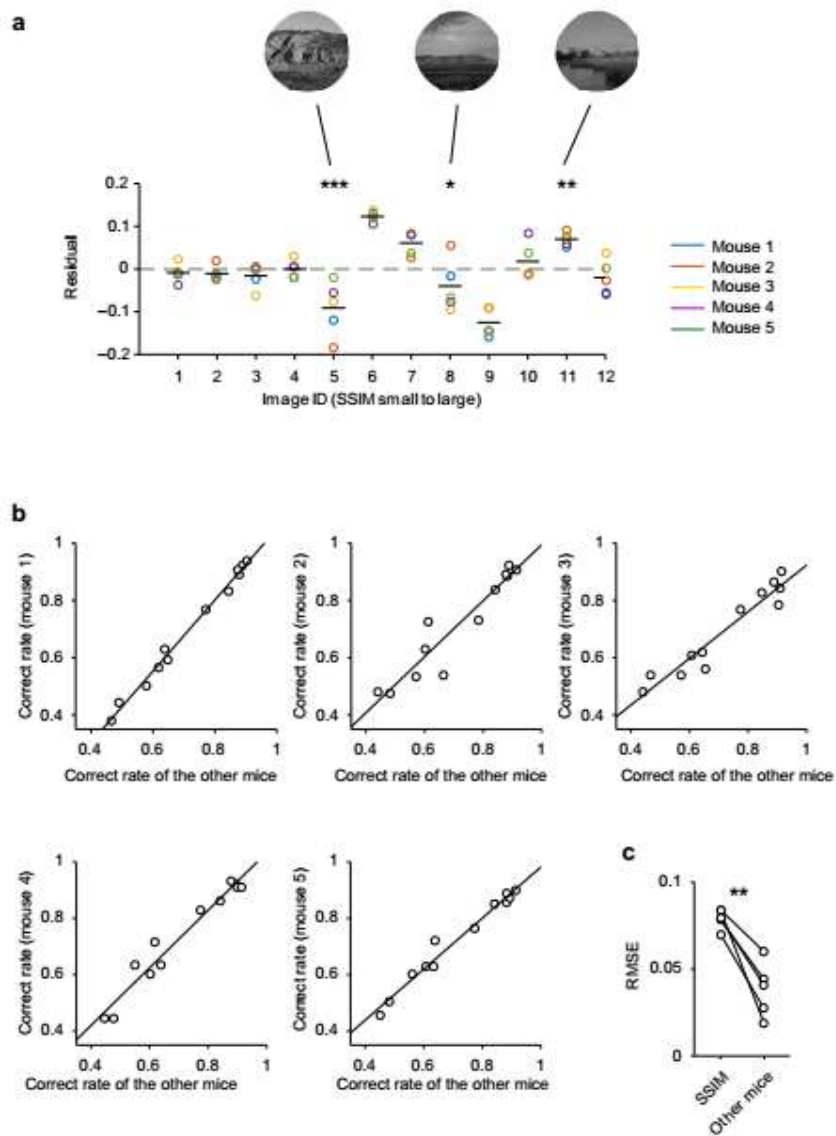 a
0.2
0.1
0
−0.1
−0.2
Residual
***
*
**
1 2 3 4 5 6 7 8 9 10 11 12
Image ID (SSIM small to large)
Mouse 1
Mouse 2
Mouse 3
Mouse 4
Mouse 5
b
Correct rate (mouse 1)
1
0.8
0.6
0.4
0.4 0.6 0.8 1
Correct rate of the other mice
Correct rate (mouse 2)
1
0.8
0.6
0.4
0.4 0.6 0.8 1
Correct rate of the other mice
Correct rate (mouse 3)
1
0.8
0.6
0.4
0.4 0.6 0.8 1
Correct rate of the other mice
Correct rate (mouse 4)
1
0.8
0.6
0.4
0.4 0.6 0.8 1
Correct rate of the other mice
Correct rate (mouse 5)
1
0.8
0.6
0.4
0.4 0.6 0.8 1
Correct rate of the other mice
c
0.1
**
0.05
0
RMSE
SSIM
Other mice